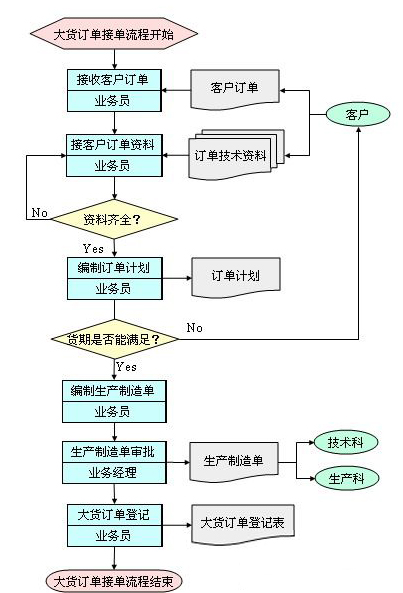 大货订单接单流程开始
接收客户订单
业务员
客户订单
客户
接客户订单资料
业务员
订单技术资料
No
资料齐全?
Yes
编制订单计划
业务员
订单计划
货期是否能满足?
No
Yes
编制生产制造单
业务员
生产制造单审批
业务经理
生产制造单
技术科
生产科
大货订单登记
业务员
大货订单登记表
大货订单接单流程结束